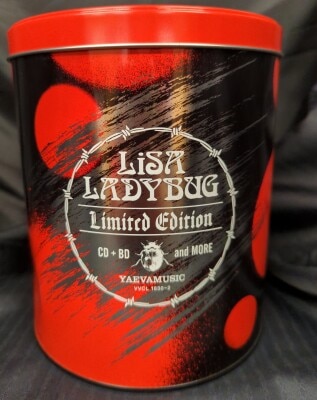 LiSA
LADYBUG
Limited Edition
CD + BD and MORE
YAEVAMUSIC